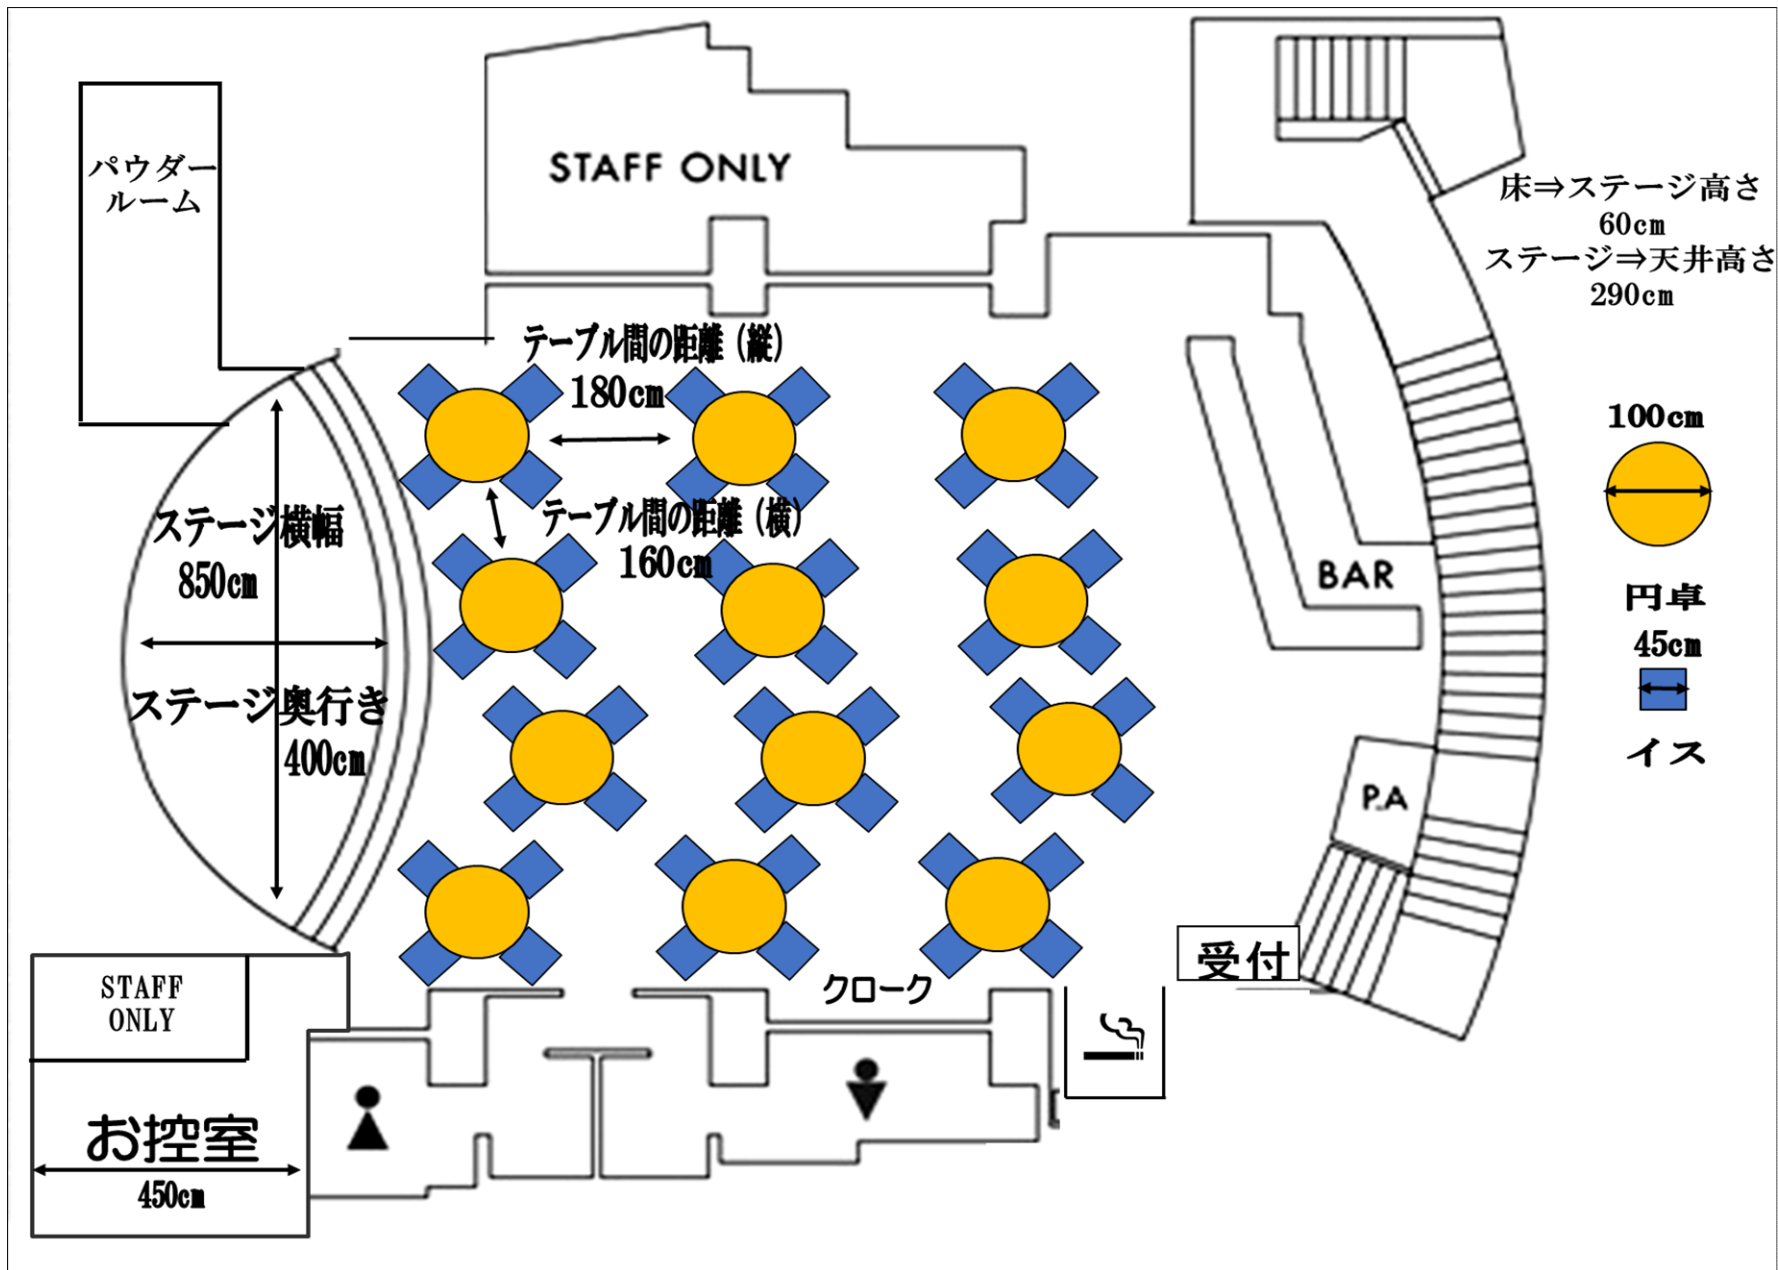 パウダー
ルーム
STAFF ONLY
床⇒ステージ高さ
60cm
ステージ⇒天井高さ
290cm
テーブル間の距離（縦）
180cm
100cm
円卓
45cm
イス
ステージ横幅
850cm
テーブル間の距離（横）
160cm
BAR
ステージ奥行き
400cm
P.A
受付
クローク
STAFF
ONLY
お控室
450cm